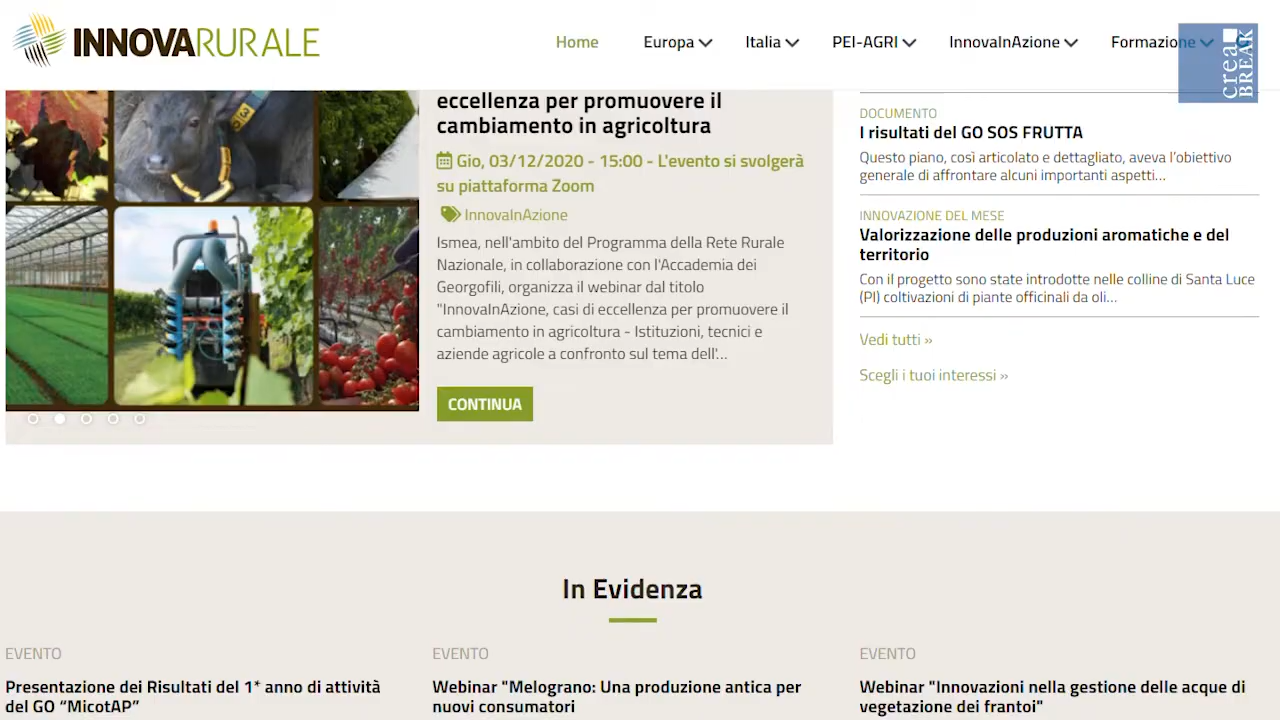 INNOVARURALE
Home
Europa
Italia
PEI-AGRI
InnovaInAzione
Formazione
crea
BREAK
eccellenza per promuovere il
cambiamento in agricoltura
Gio, 03/12/2020 - 15:00 - L'evento si svolgerà
su piattaforma Zoom
InnovaInAzione
Ismea, nell'ambito del Programma della Rete Rurale
Nazionale, in collaborazione con l'Accademia dei
Georgofili, organizza il webinar dal titolo
"InnovaInAzione, casi di eccellenza per promuovere il
cambiamento in agricoltura - Istituzioni, tecnici e
aziende agricole a confronto sul tema dell'...
CONTINUA
DOCUMENTO
I risultati del GO SOS FRUTTA
Questo piano, così articolato e dettagliato, aveva l'obiettivo
generale di affrontare alcuni importanti aspetti...
INNOVAZIONE DEL MESE
Valorizzazione delle produzioni aromatiche e del
territorio
Con il progetto sono state introdotte nelle colline di Santa Luce
(PI) coltivazioni di piante officinali da oli...
Vedi tutti »
Scegli i tuoi interessi »
In Evidenza
EVENTO
Presentazione dei Risultati del 1* anno di attività
del GO “MicotAP”
EVENTO
Webinar "Melograno: Una produzione antica per
nuovi consumatori
EVENTO
Webinar "Innovazioni nella gestione delle acque di
vegetazione dei frantoi"